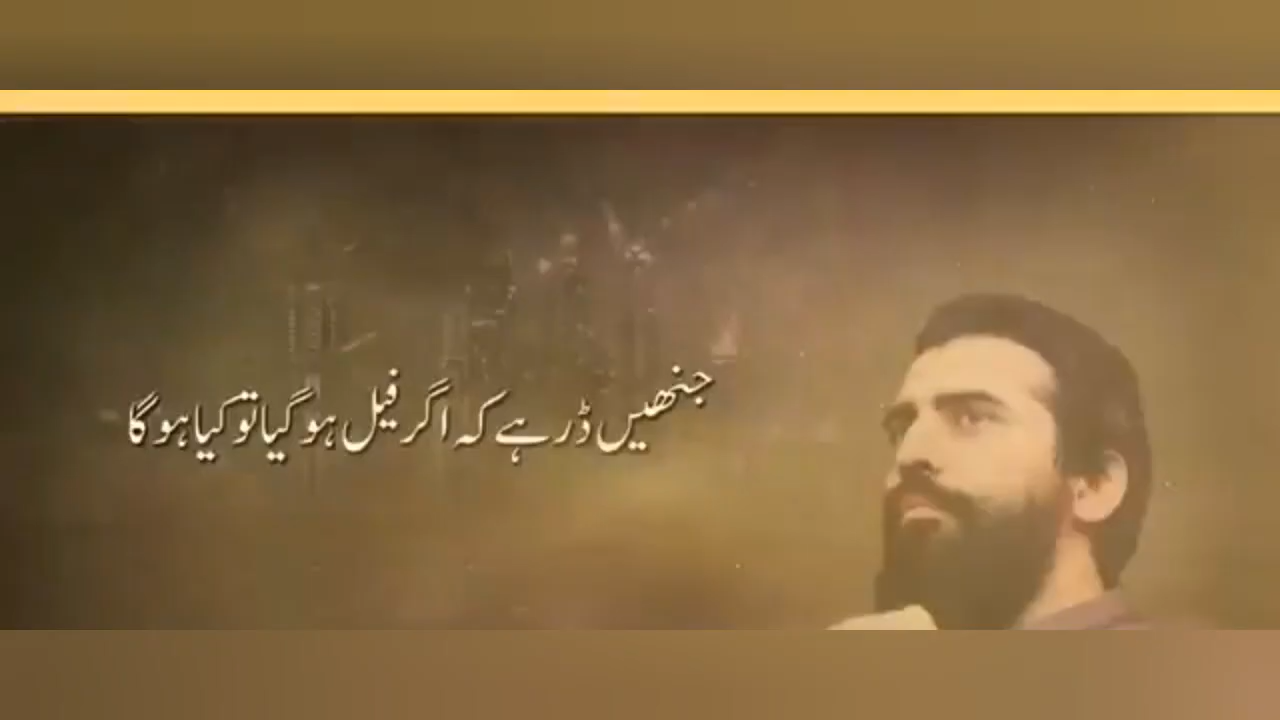 جنھیں ڈر ہے کہ اگر فیل ہو گیا تو کیا ہو گا